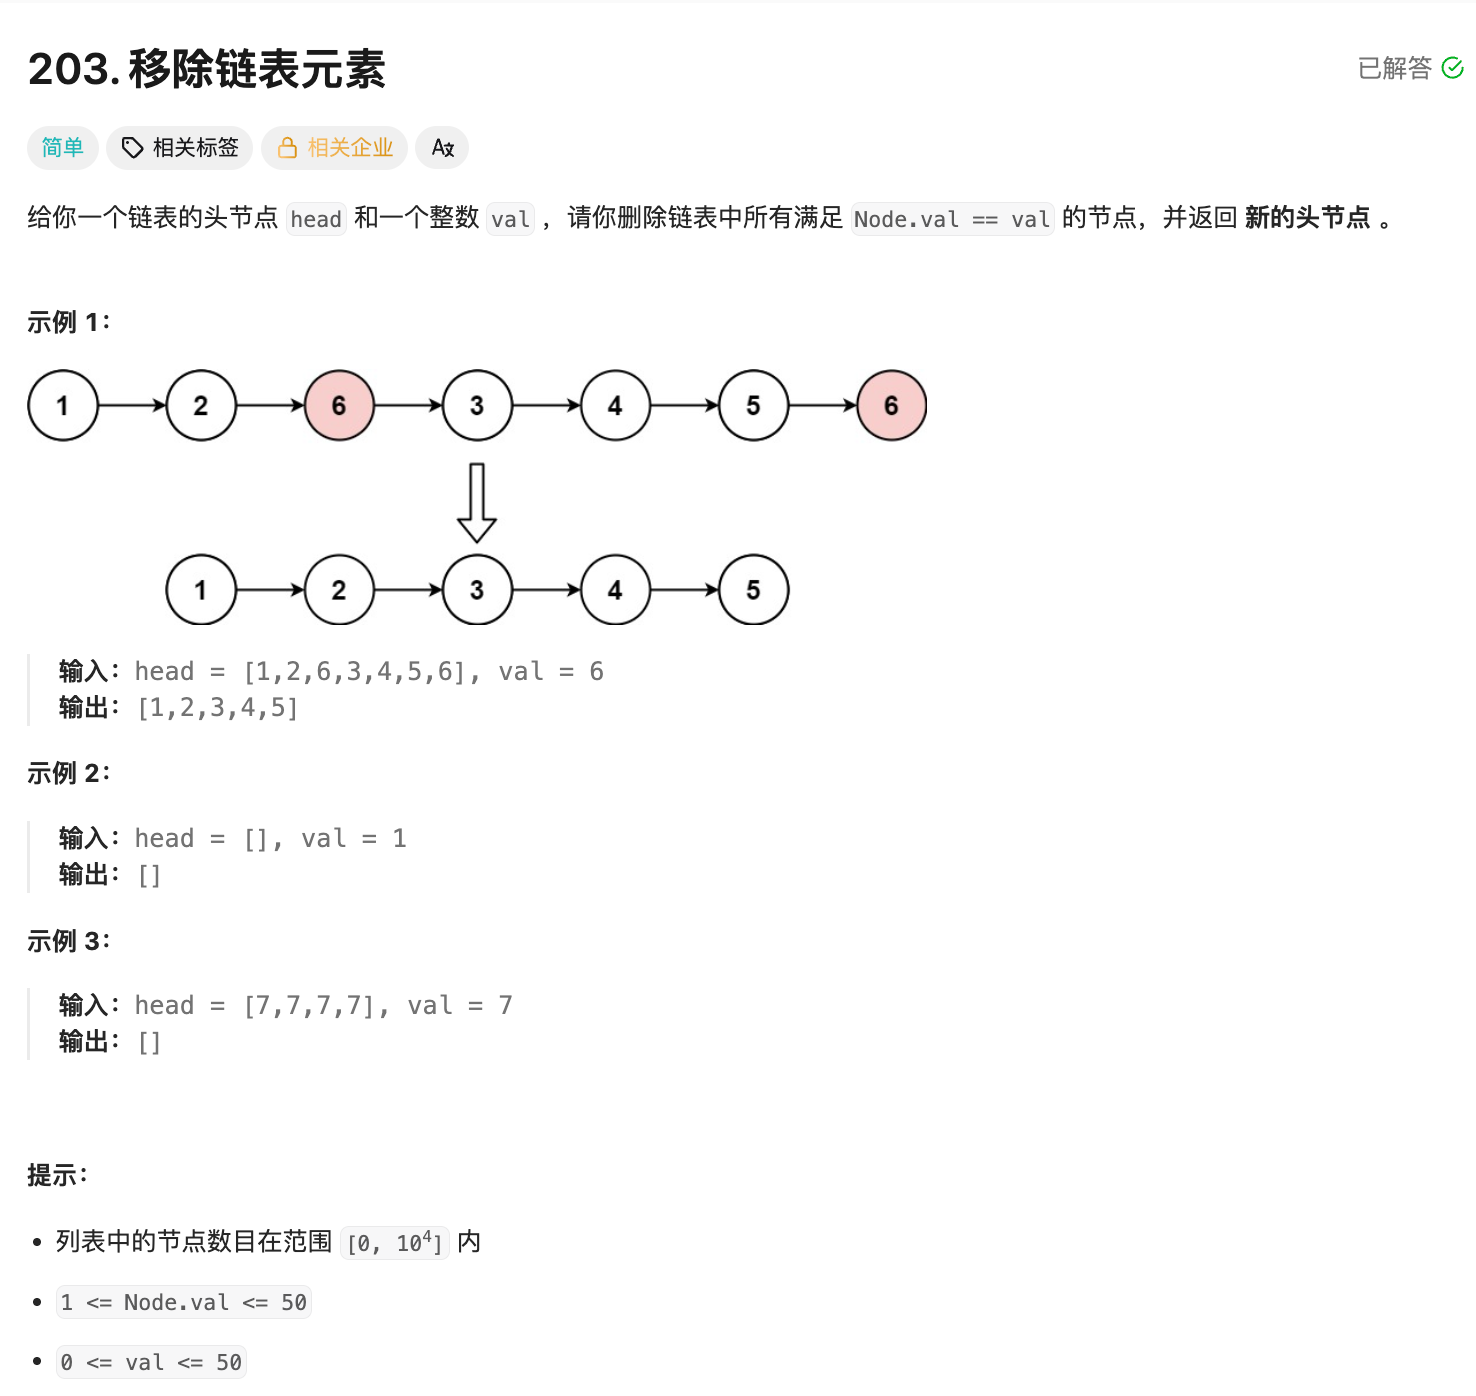 203. 移除链表元素
已解答
简单
相关标签
相关企业
A文
给你一个链表的头节点 head 和一个整数 val ，请你删除链表中所有满足 Node.val == val 的节点，并返回 新的头节点 。
示例 1：
1 2 6 3 4 5 6
1 2 3 4 5
输入：head = [1,2,6,3,4,5,6], val = 6
输出：[1,2,3,4,5]
示例 2：
输入：head = [], val = 1
输出：[]
示例 3：
输入：head = [7,7,7,7], val = 7
输出：[]
提示：
• 列表中的节点数目在范围 [0, 10⁴] 内
• 1 <= Node.val <= 50
• 0 <= val <= 50